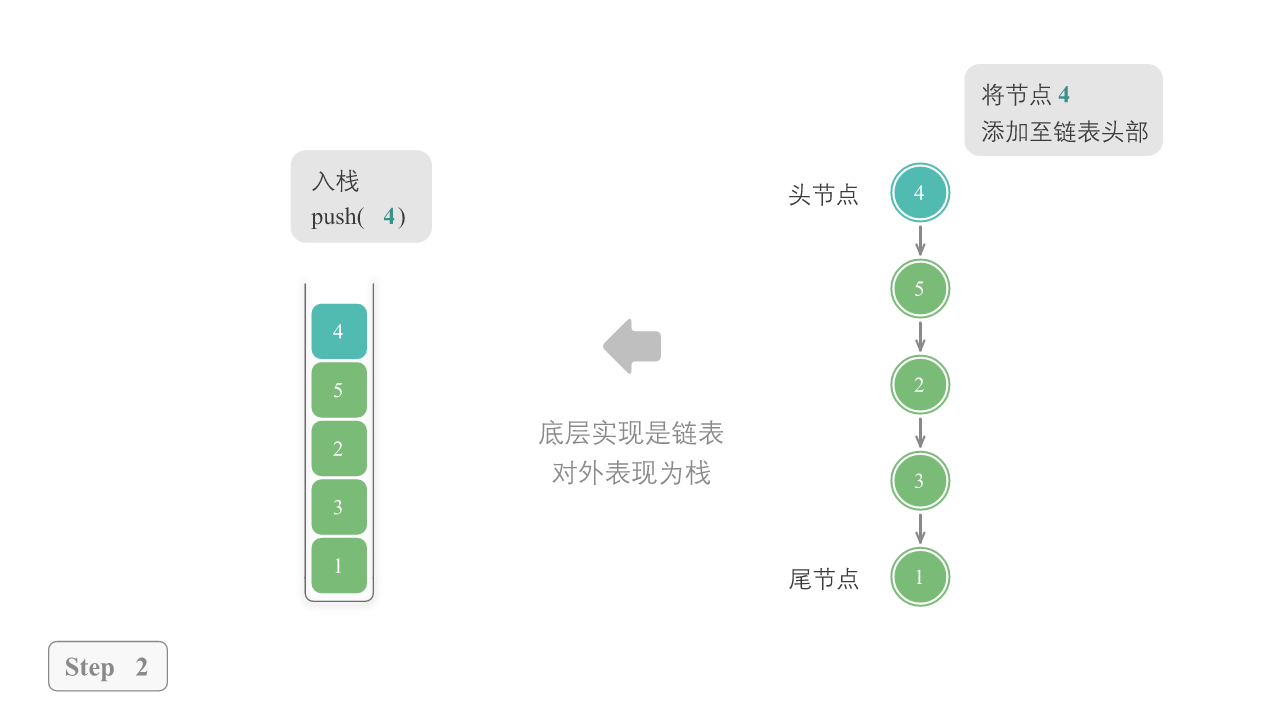 将节点 4
添加至链表头部
入栈
push( 4)
头节点
4
5
2
3
1
尾节点
4
5
2
3
1
底层实现是链表
对外表现为栈
Step 2